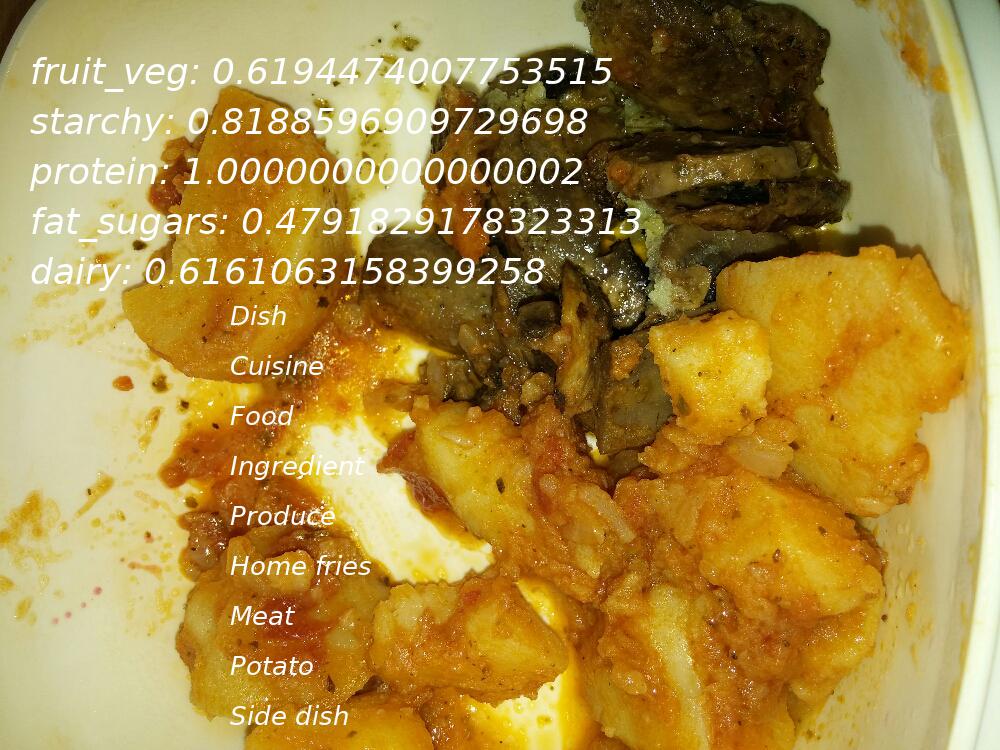 fruit_veg: 0.6194474007753515
starchy: 0.8188596909729698
protein: 1.0000000000000002
fat_sugars: 0.4791829178323313
dairy: 0.6161063158399258
Dish
Cuisine
Food
Ingredient
Produce
Home fries
Meat
Potato
Side dish